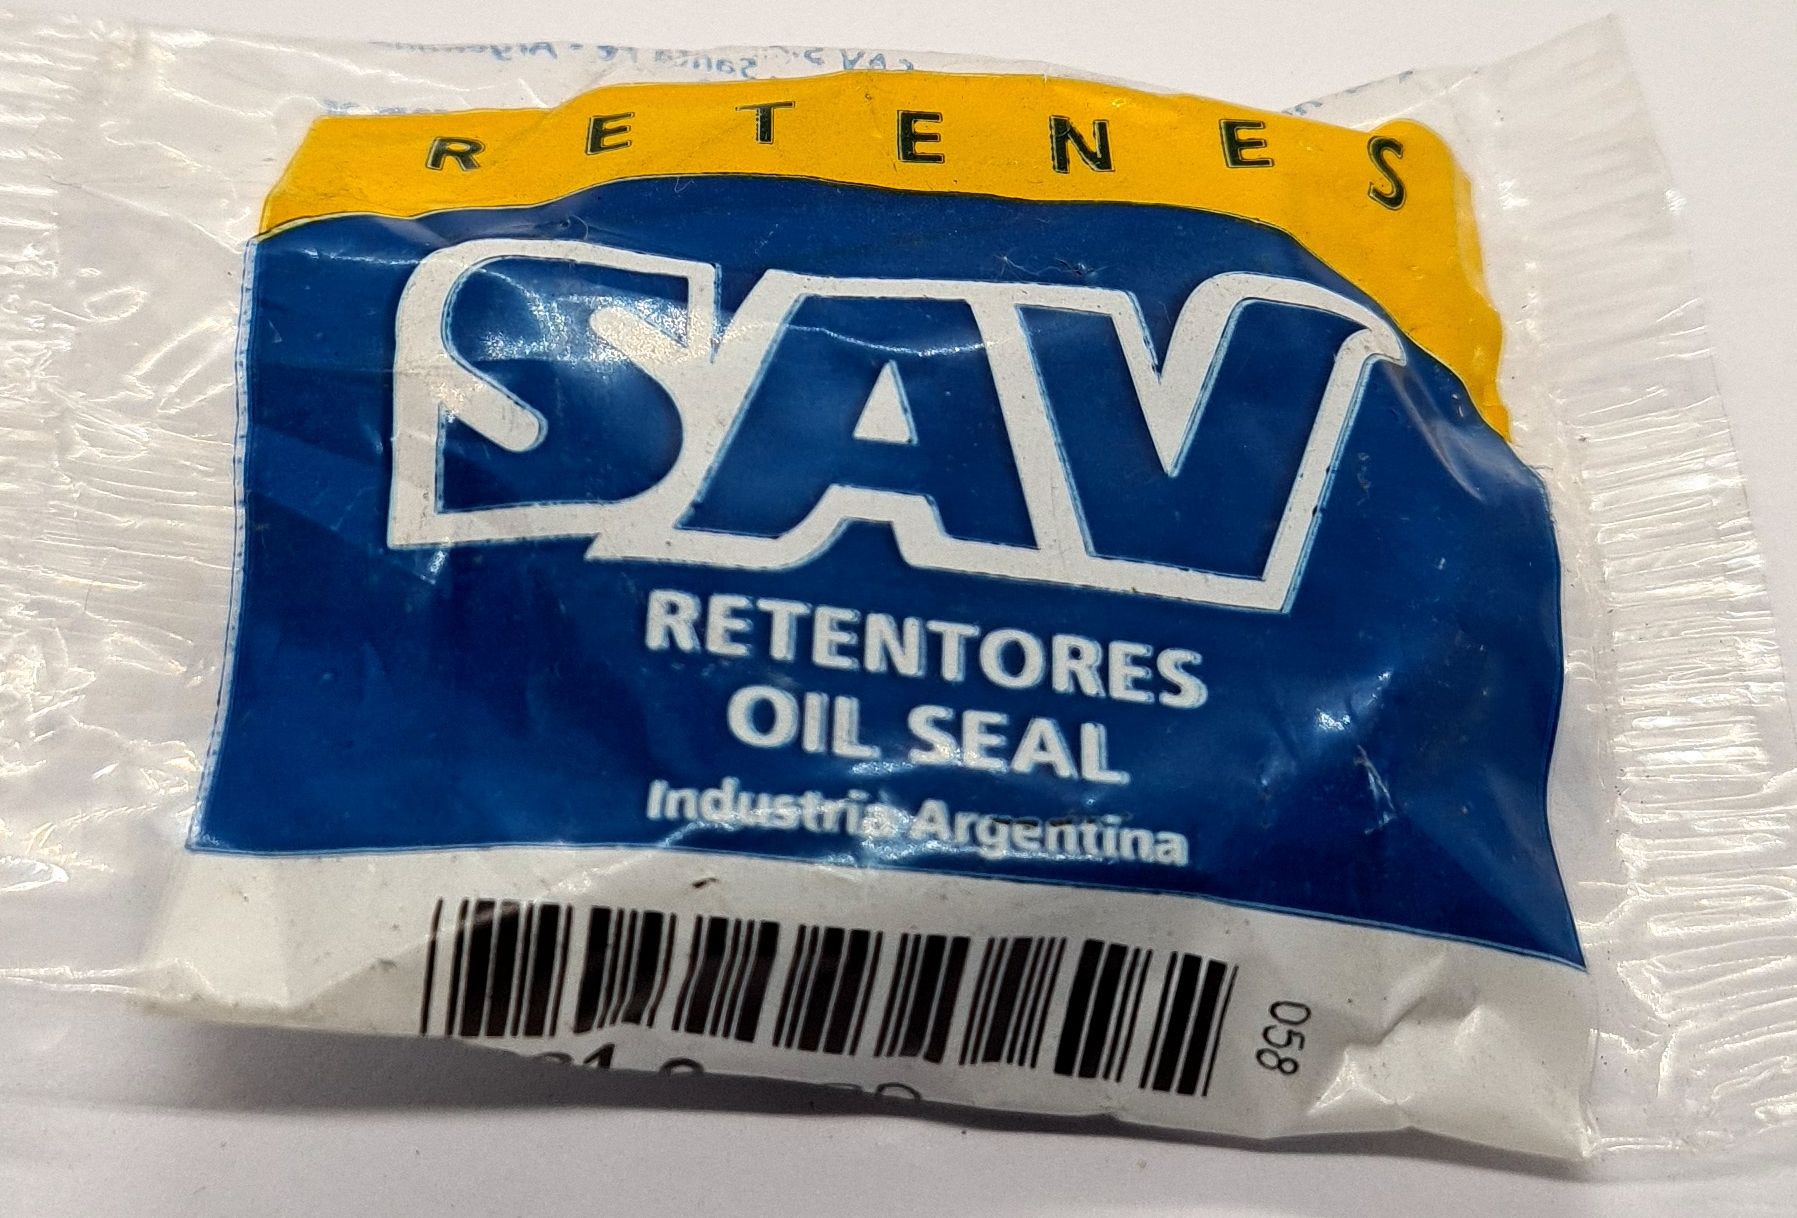 RETENES
SAV
RETENTORES
OIL SEAL
Industria Argentina
058